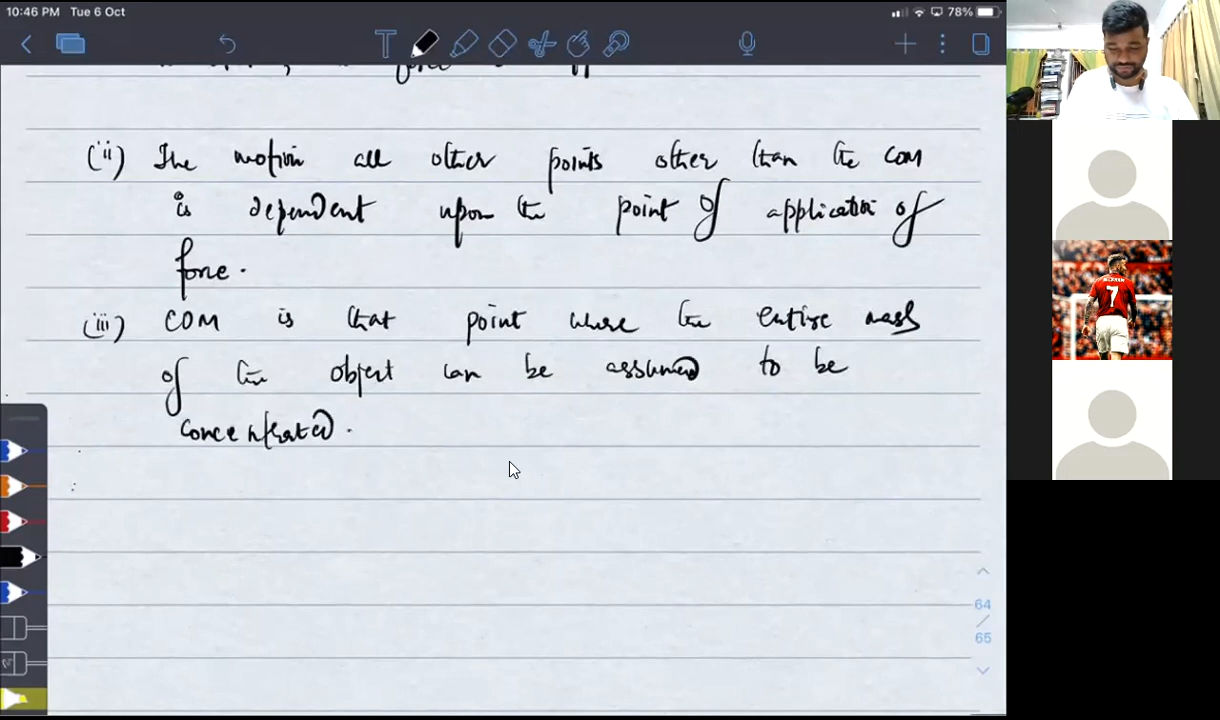 10:46 PM Tue 6 Oct
78%
T
force
(ii) The motion all other points other than the COM
is dependent upon the point of application of
force.
(iii) COM is that point where the entire mass
of the object can be assumed to be
concentrated.
64
/
65
7